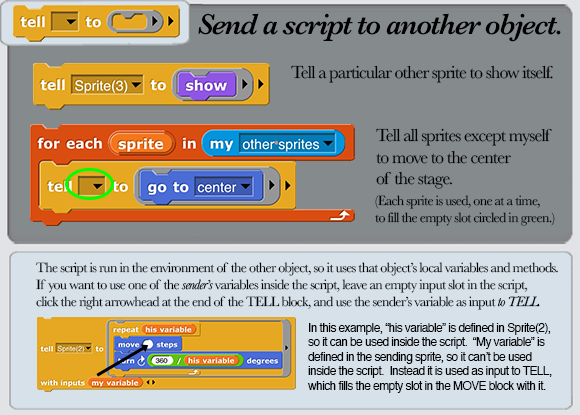 tell to
Send a script to another object.
tell Sprite(3) to show
Tell a particular other sprite to show itself.
for each sprite in my other sprites
tell to go to center
Tell all sprites except myself
to move to the center
of the stage.
(Each sprite is used, one at a time,
to fill the empty slot circled in green.)
The script is run in the environment of the other object, so it uses that object's local variables and methods.
If you want to use one of the sender's variables inside the script, leave an empty input slot in the script,
click the right arrowhead at the end of the TELL block, and use the sender's variable as input to TELL.
repeat his variable
move steps
tell Sprite(2) to
turn 360 / his variable degrees
with inputs my variable
In this example, "his variable" is defined in Sprite(2),
so it can be used inside the script. "My variable" is
defined in the sending sprite, so it can't be used
inside the script. Instead it is used as input to TELL,
which fills the empty slot in the MOVE block with it.